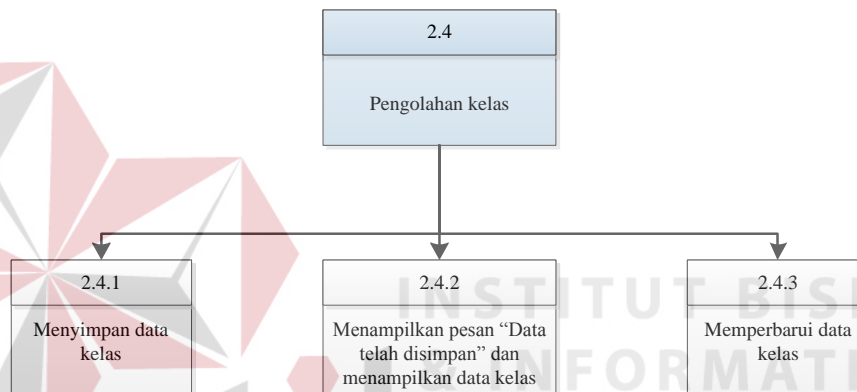 2.4
Pengolahan kelas
2.4.1
Menyimpan data
kelas
2.4.2
Menampilkan pesan “Data
telah disimpan” dan
menampilkan data kelas
2.4.3
Memperbarui data
kelas
INSTITUT BISI
& INFORMATI